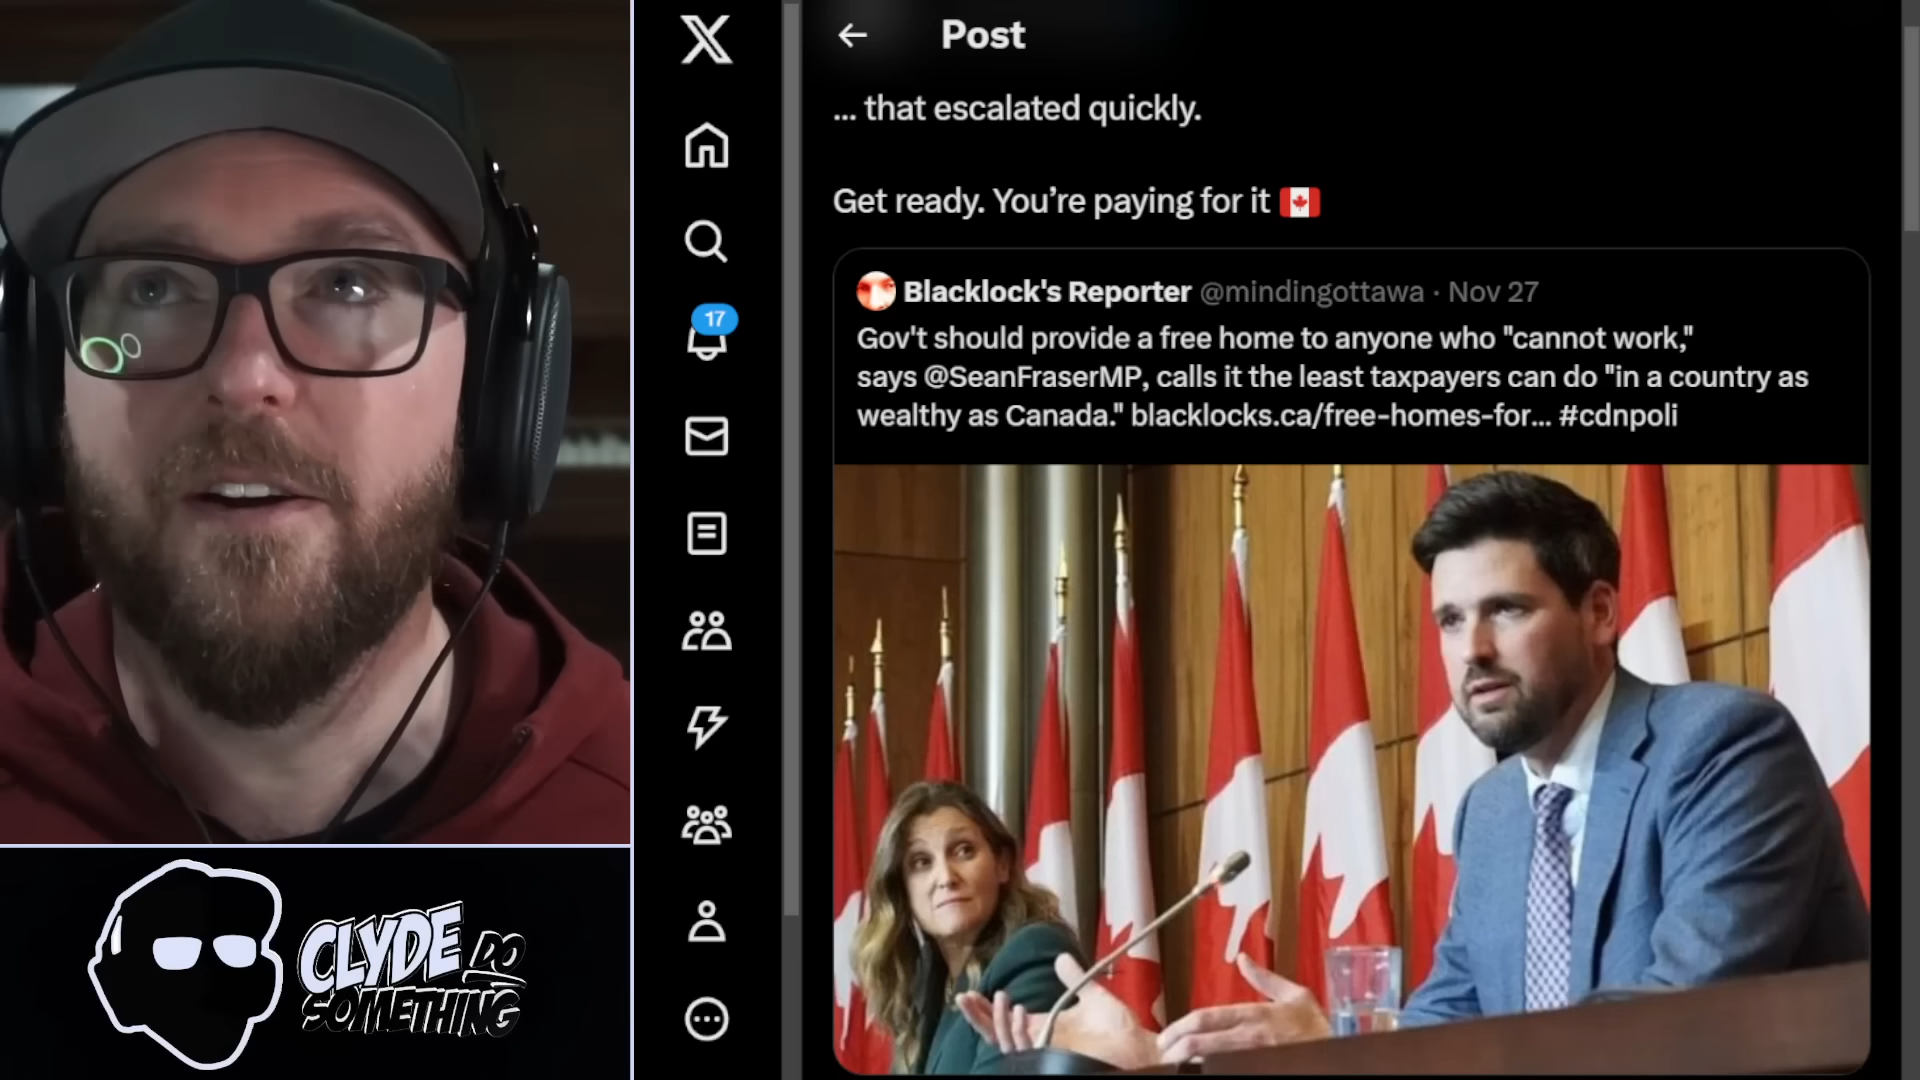 Post
... that escalated quickly.
Get ready. You're paying for it
Blacklock's Reporter @mindingottawa · Nov 27
Gov't should provide a free home to anyone who "cannot work,"
says @SeanFraserMP, calls it the least taxpayers can do "in a country as
wealthy as Canada." blacklocks.ca/free-homes-for... #cdnpoli
17
CLYDE DO
SOMETHING